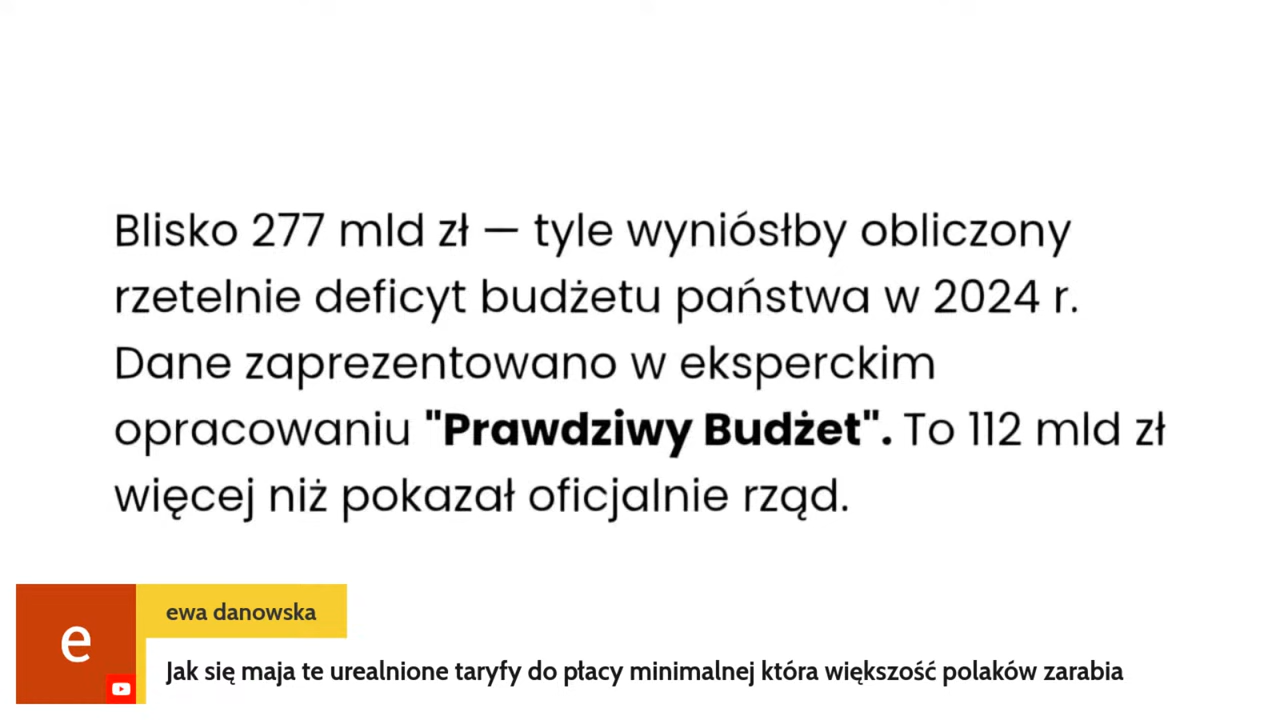 Blisko 277 mld zł — tyle wyniósłby obliczony
rzetelnie deficyt budżetu państwa w 2024 r.
Dane zaprezentowano w eksperckim
opracowaniu "Prawdziwy Budżet". To 112 mld zł
więcej niż pokazał oficjalnie rząd.
e
ewa danowska
Jak się maja te urealnione taryfy do płacy minimalnej która większość polaków zarabia